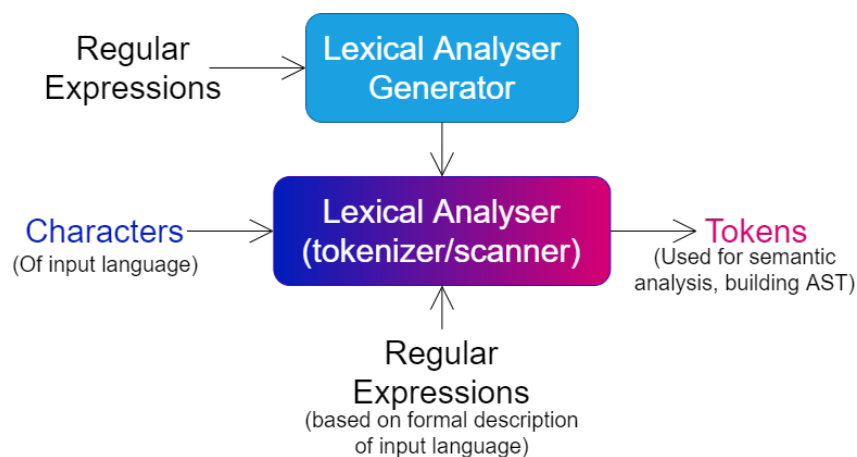 Regular
Expressions
Lexical Analyser
Generator
Characters
(Of input language)
Lexical Analyser
(tokenizer/scanner)
Tokens
(Used for semantic
analysis, building AST)
Regular
Expressions
(based on formal description
of input language)